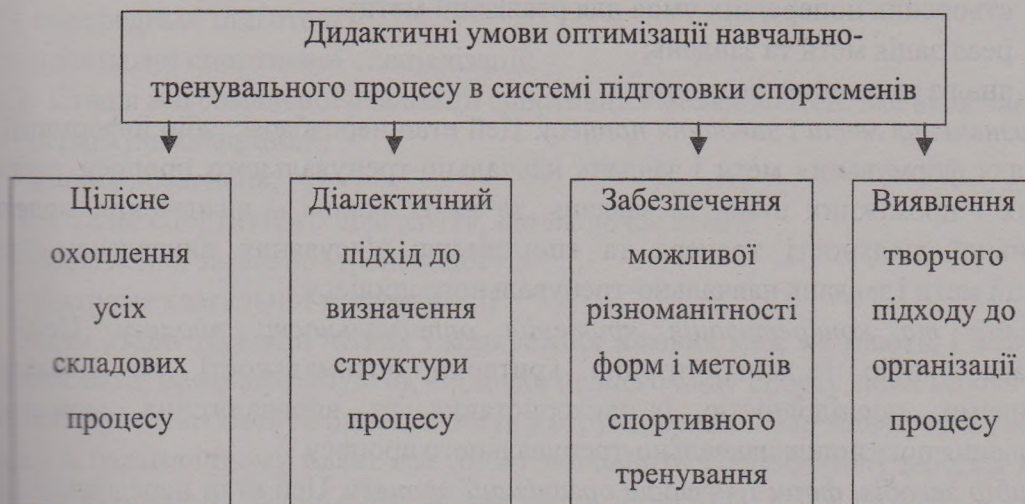 Дидактичні умови оптимізації навчально-
тренувального процесу в системі підготовки спортсменів
Цілісне
охоплення
усіх
складових
процесу
Діалектичний
підхід до
визначення
структури
процесу
Забезпечення
можливої
різноманітності
форм і методів
спортивного
тренування
Виявлення
творчого
підходу до
організації
процесу